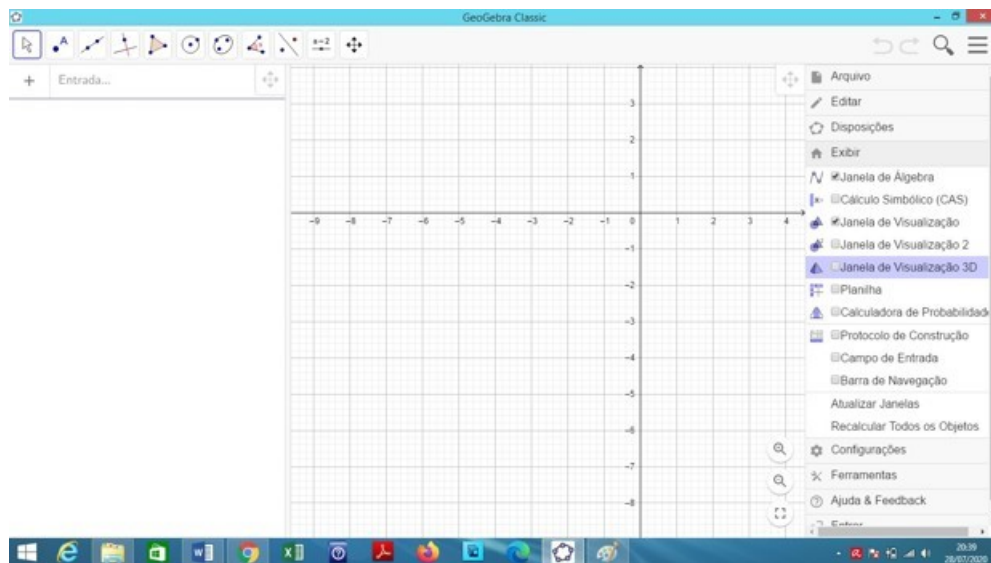 GeoGebra Classic
A
a=2
+ Entrada...
3
2
1
-9 -8 -7 -6 -5 -4 -3 -2 -1 0 1 2 3 4
-1
-2
-3
-4
-5
-6
-7
-8
Arquivo
Editar
Disposições
Exibir
Janela de Álgebra
Cálculo Simbólico (CAS)
Janela de Visualização
Janela de Visualização 2
Janela de Visualização 3D
Planilha
Calculadora de Probabilidade
Protocolo de Construção
Campo de Entrada
Barra de Navegação
Atualizar Janelas
Recalcular Todos os Objetos
Configurações
Ferramentas
Ajuda & Feedback
Entrar
20:39
28/07/2020